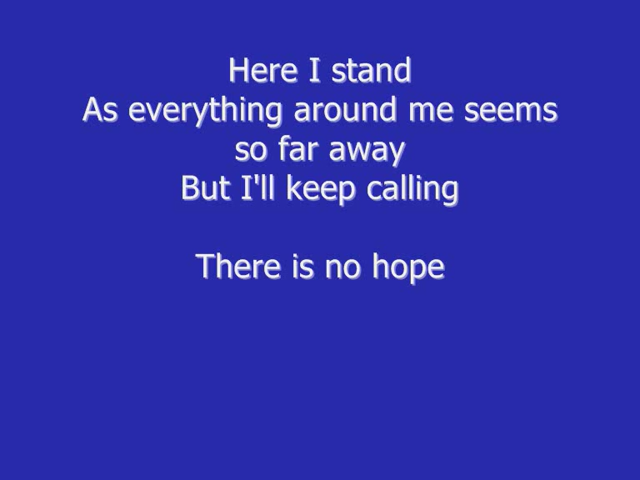 Here I stand
As everything around me seems
so far away
But I'll keep calling
There is no hope